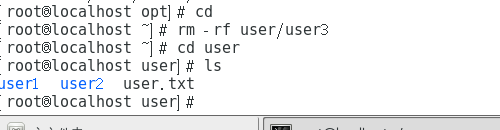 [root@localhost opt]# cd
[root@localhost ~]# rm -rf user/user3
[root@localhost ~]# cd user
[root@localhost user]# ls
user1  user2  user.txt
[root@localhost user]#